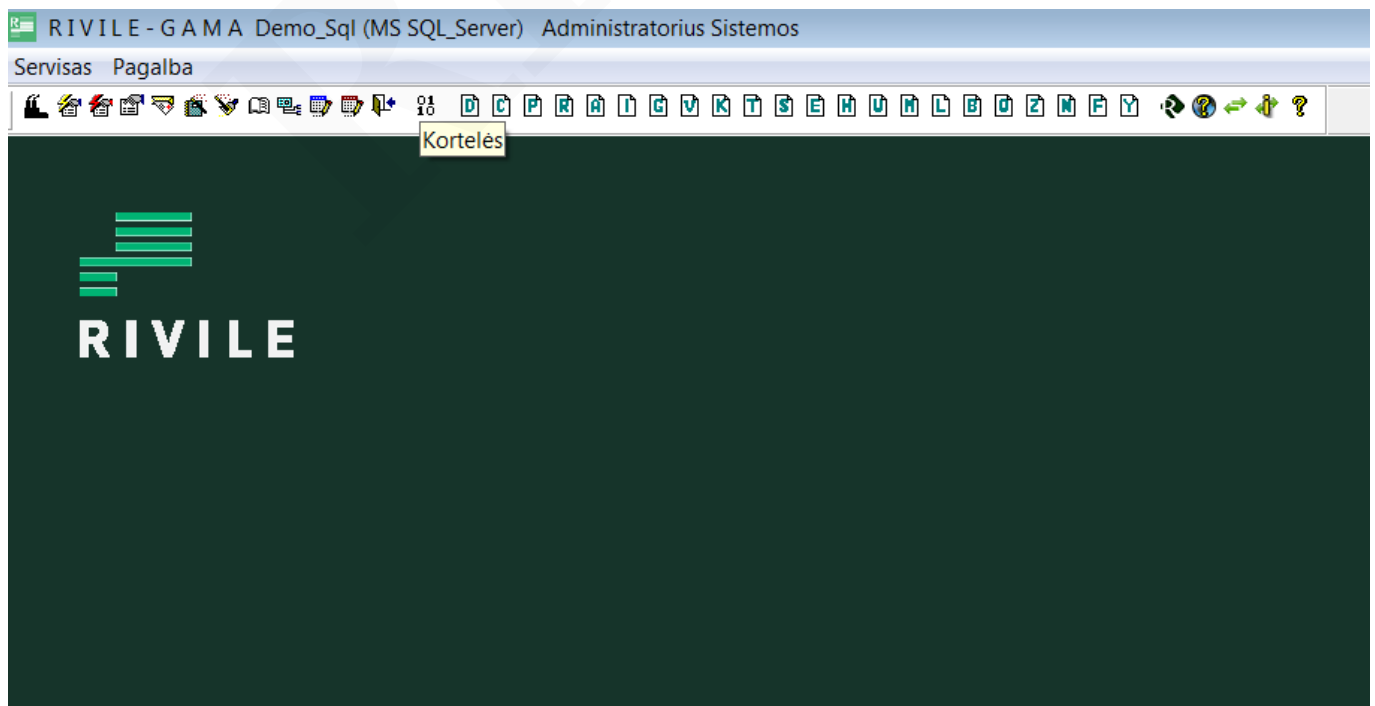 R I V I L E - G A M A Demo_Sql (MS SQL_Server) Administratorius Sistemos
Servisas Pagalba
01 10 D C P R A I G V K T S E H U M L B O Z N F Y R ? ?
Kortelės
RIVILE